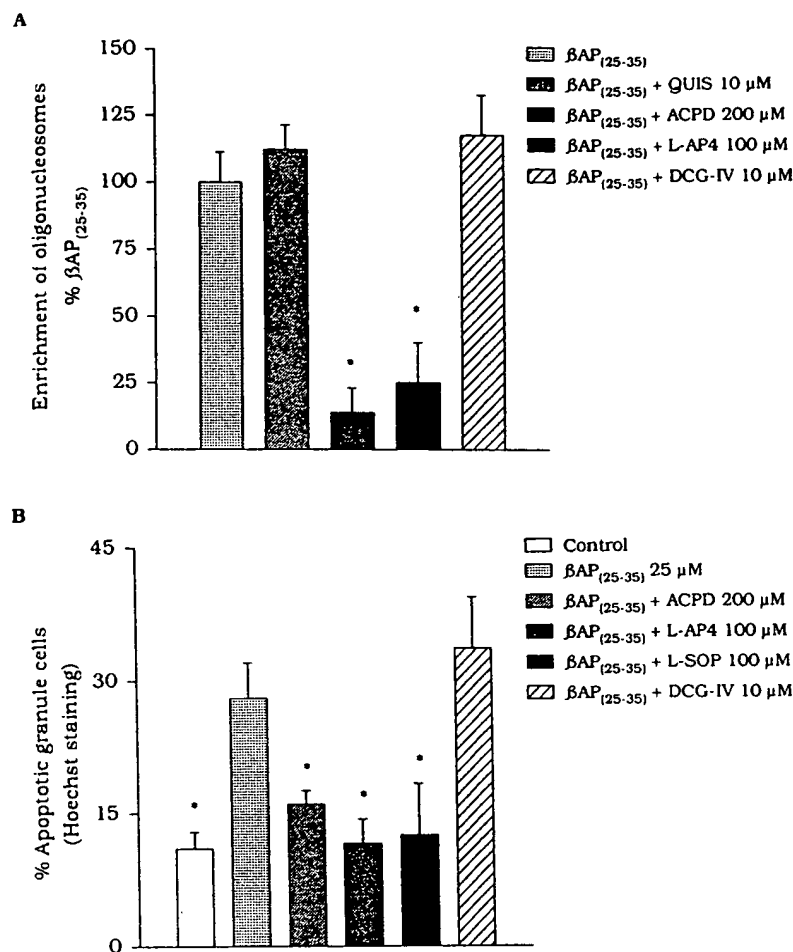 A
Enrichment of oligonucleosomes
% βAP(25-35)
150
125
100
75
50
25
0
*
*
βAP(25-35)
βAP(25-35) + QUIS 10 µM
βAP(25-35) + ACPD 200 µM
βAP(25-35) + L-AP4 100 µM
βAP(25-35) + DCG-IV 10 µM
B
% Apoptotic granule cells
(Hoechst staining)
45
30
15
0
*
*
*
*
Control
βAP(25-35) 25 µM
βAP(25-35) + ACPD 200 µM
βAP(25-35) + L-AP4 100 µM
βAP(25-35) + L-SOP 100 µM
βAP(25-35) + DCG-IV 10 µM